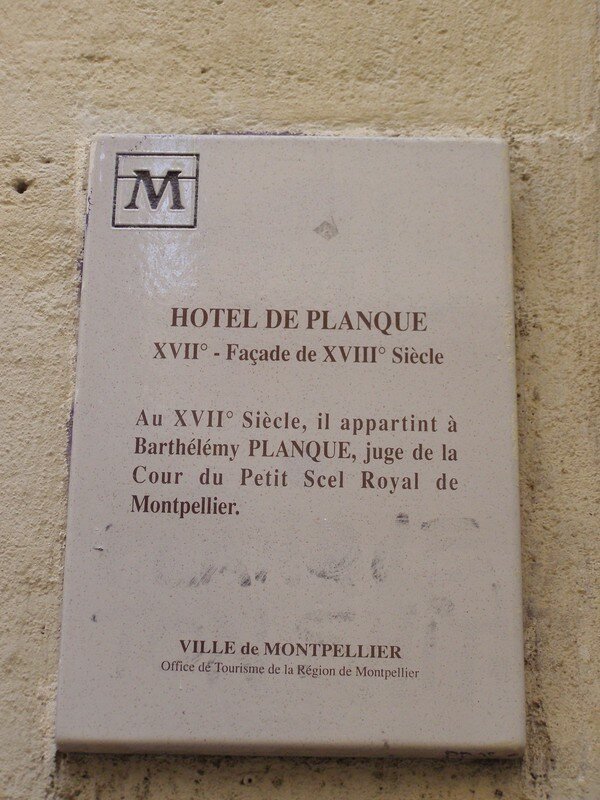 M
HOTEL DE PLANQUE
XVII° - Façade de XVIII° Siècle
Au XVII° Siècle, il appartint à
Barthélémy PLANQUE, juge de la
Cour du Petit Scel Royal de
Montpellier.
VILLE de MONTPELLIER
Office de Tourisme de la Région de Montpellier